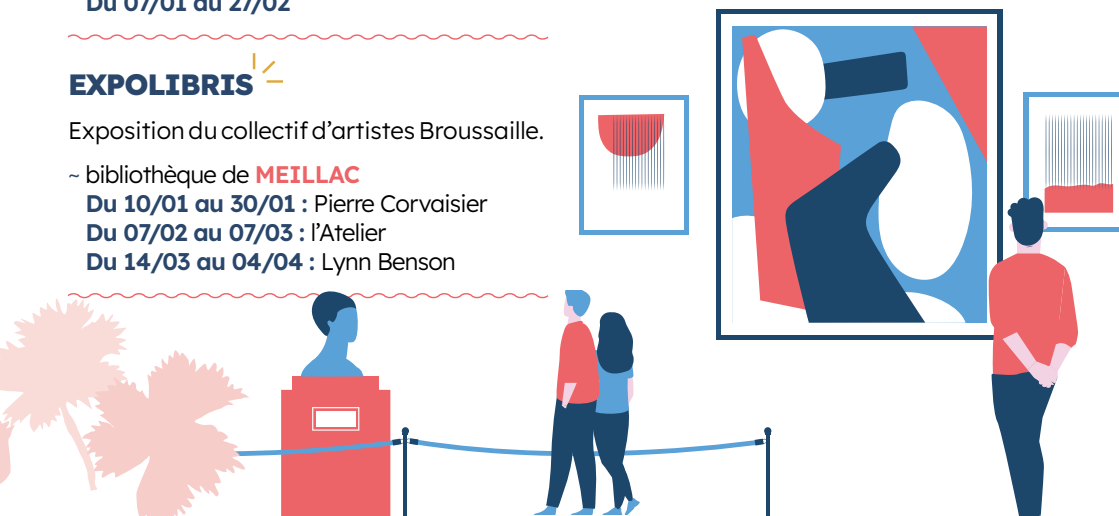 Du 07/01 au 27/02
EXPOLIBRIS
Exposition du collectif d'artistes Broussaille.
~ bibliothèque de MEILLAC
Du 10/01 au 30/01 : Pierre Corvaisier
Du 07/02 au 07/03 : l'Atelier
Du 14/03 au 04/04 : Lynn Benson